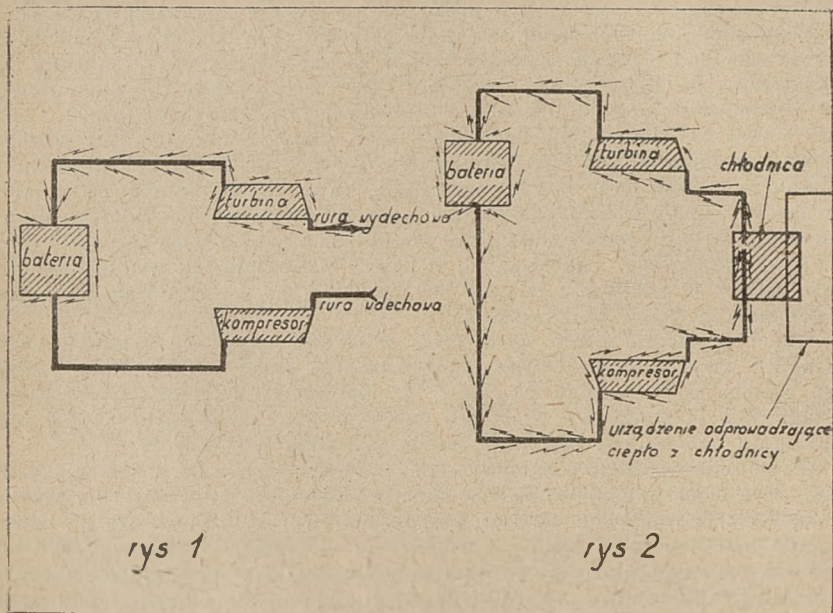 turbina
rura wydechowa
bateria
rura wdechowa
kompresor
rys 1
bateria
turbina
chłodnica
kompresor
urządzenie odprowadzające
ciepło z chłodnicy
rys 2